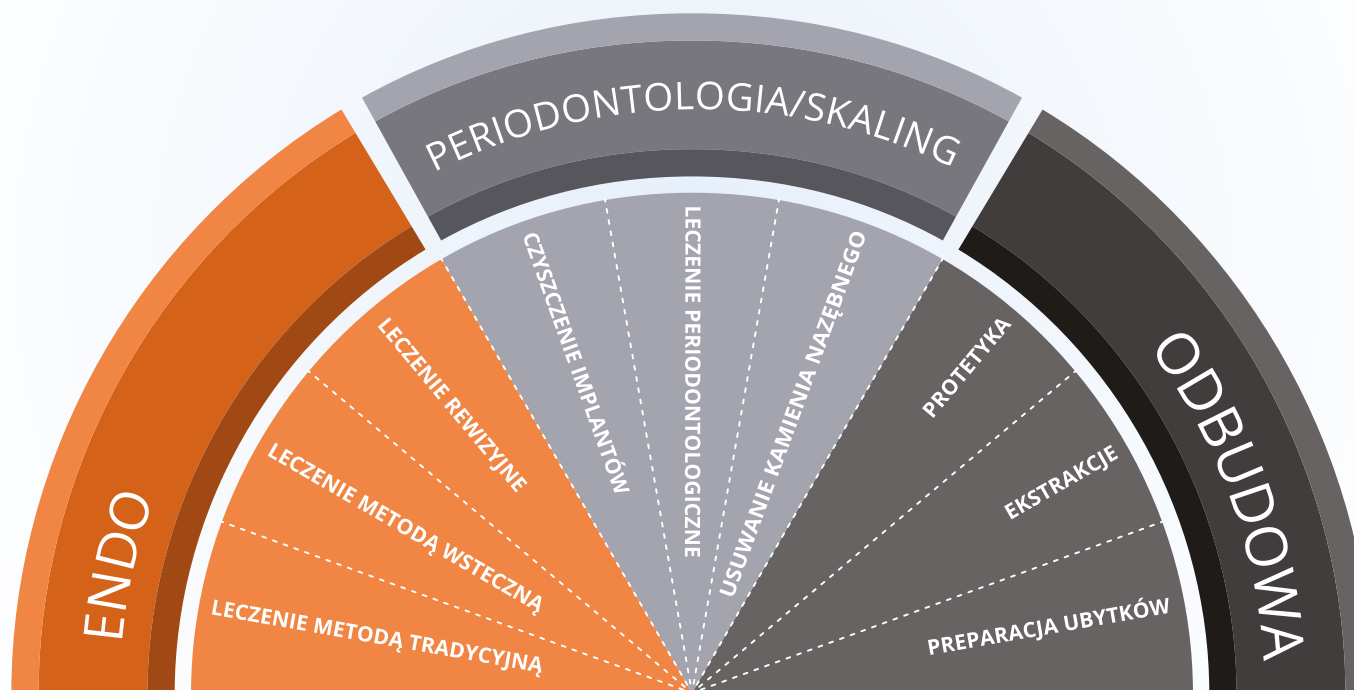 ENDO
PERIODONTOLOGIA/SKALING
ODBUDOWA
LECZENIE METODĄ TRADYCYJNĄ
LECZENIE METODĄ WSTECZNĄ
LECZENIE REWIZYJNE
CZYSZCZENIE IMPLANTÓW
LECZENIE PERIODONTOLOGICZNE
USUWANIE KAMIENIA NAZĘBNEGO
PROTETYKA
EKSTRAKCJE
PREPARACJA UBYTKÓW